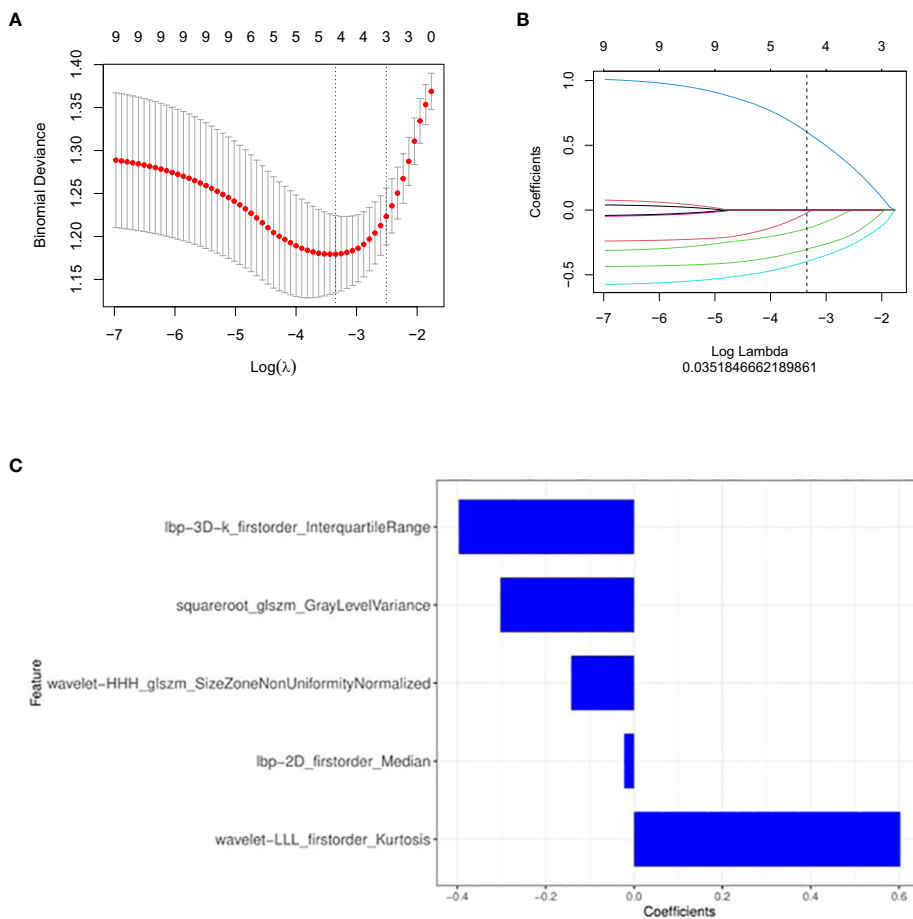 A
9 9 9 9 9 9 6 5 5 5 4 4 3 3 0
Binomial Deviance
1.40
1.35
1.30
1.25
1.20
1.15
−7 −6 −5 −4 −3 −2
Log(λ)
B
9 9 9 5 4 3
Coefficients
1.0
0.5
0.0
−0.5
−7 −6 −5 −4 −3 −2
Log Lambda
0.0351846662189861
C
Feature
lbp−3D−k_firstorder_InterquartileRange
squareroot_glszm_GrayLevelVariance
wavelet−HHH_glszm_SizeZoneNonUniformityNormalized
lbp−2D_firstorder_Median
wavelet−LLL_firstorder_Kurtosis
−0.4 −0.2 0.0 0.2 0.4 0.6
Coefficients